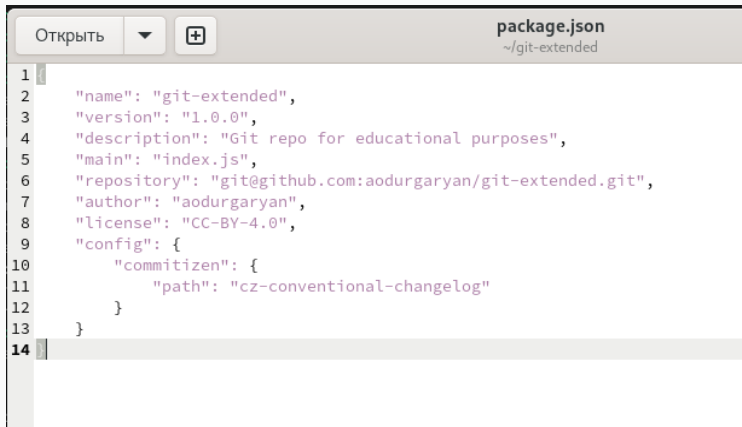 Открыть
package.json
~/git-extended
1 {
2     "name": "git-extended",
3     "version": "1.0.0",
4     "description": "Git repo for educational purposes",
5     "main": "index.js",
6     "repository": "git@github.com:aodurgaryan/git-extended.git",
7     "author": "aodurgaryan",
8     "license": "CC-BY-4.0",
9     "config": {
10         "commitizen": {
11             "path": "cz-conventional-changelog"
12         }
13     }
14 }